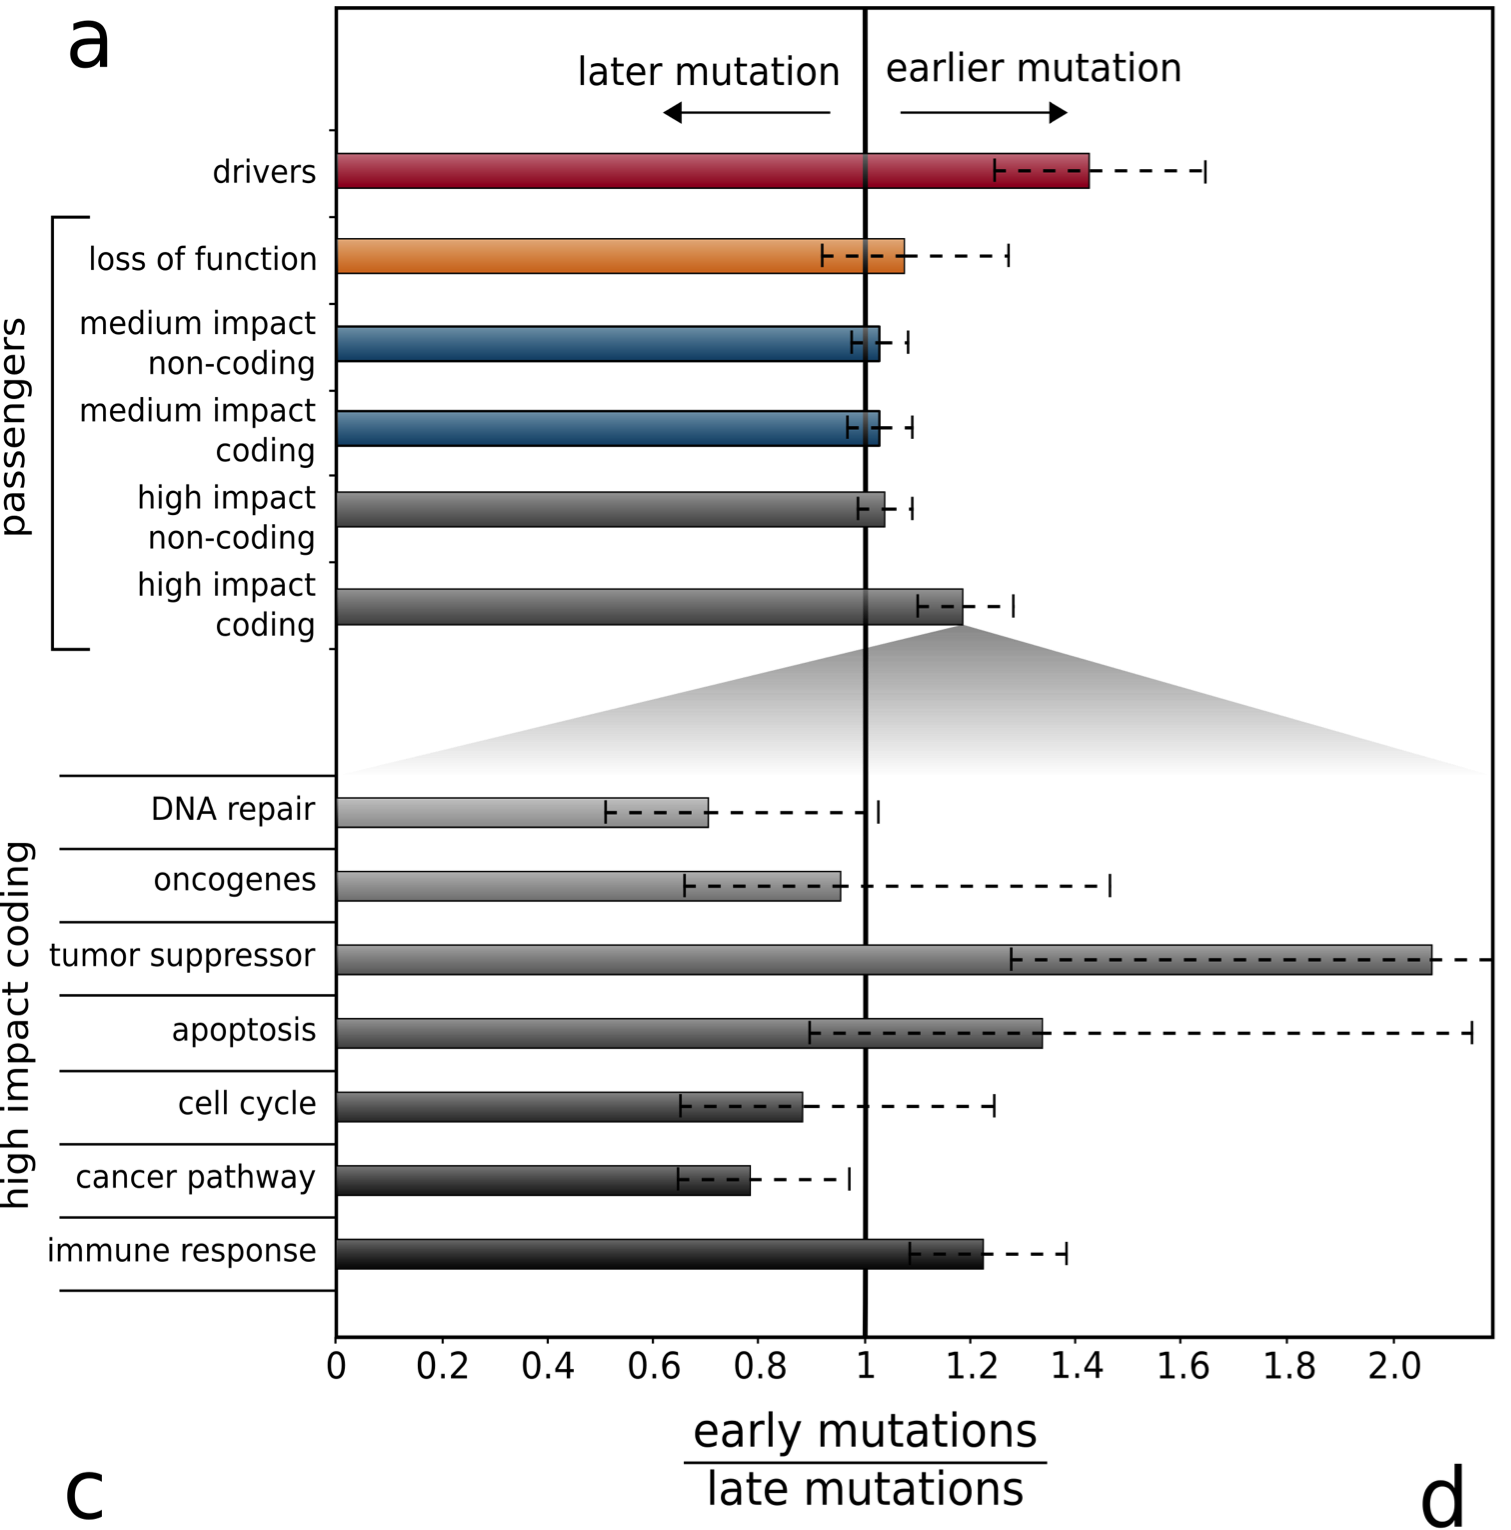 a
later mutation
earlier mutation
drivers
passengers
loss of function
medium impact
non-coding
medium impact
coding
high impact
non-coding
high impact
coding
high impact coding
DNA repair
oncogenes
tumor suppressor
apoptosis
cell cycle
cancer pathway
immune response
0 0.2 0.4 0.6 0.8 1 1.2 1.4 1.6 1.8 2.0
early mutations
late mutations
c
d